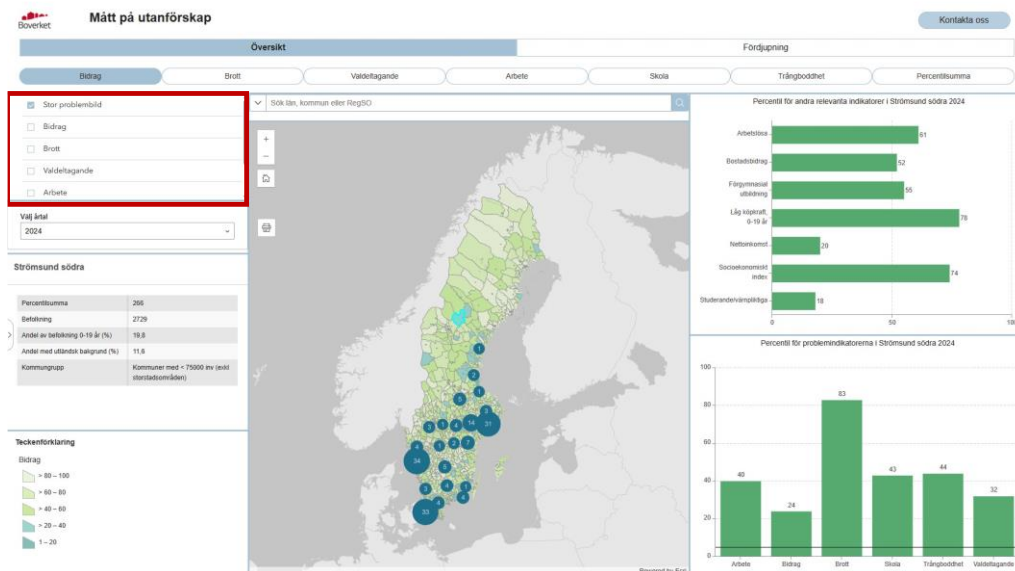 Boverket
Mått på utanförskap
Kontakta oss
Översikt
Fördjupning
Bidrag
Brott
Valdeltagande
Arbete
Skola
Trångboddhet
Percentilsumma
Stor problembild
Bidrag
Brott
Valdeltagande
Arbete
Välj årtal
2024
Strömsund södra
Percentilsumma 266
Befolkning 2729
Andel av befolkning 0-19 år (%) 19,8
Andel med utländsk bakgrund (%) 11,6
Kommungrupp Kommuner med < 75000 inv (exkl
storstadsområden)
Teckenförklaring
Bidrag
> 80 – 100
> 60 – 80
> 40 – 60
> 20 – 40
1 – 20
Sök län, kommun eller RegSO
+
−
1
2
1
5
3
3
1
4
14
31
4
1
2
7
34
5
3
4
1
4
4
33
Powered by Esri
Percentil för andra relevanta indikatorer i Strömsund södra 2024
Arbetslösa 61
Bostadsbidrag 52
Förgymnasial
utbildning 55
Låg köpkraft,
0-19 år 78
Nettoinkomst 20
Socioekonomiskt
index 74
Studerande/värnpliktiga 18
0 50 100
Percentil för problemindikatorerna i Strömsund södra 2024
100
80
60
40
20
0
40
24
83
43
44
32
Arbete Bidrag Brott Skola Trångboddhet Valdeltagande